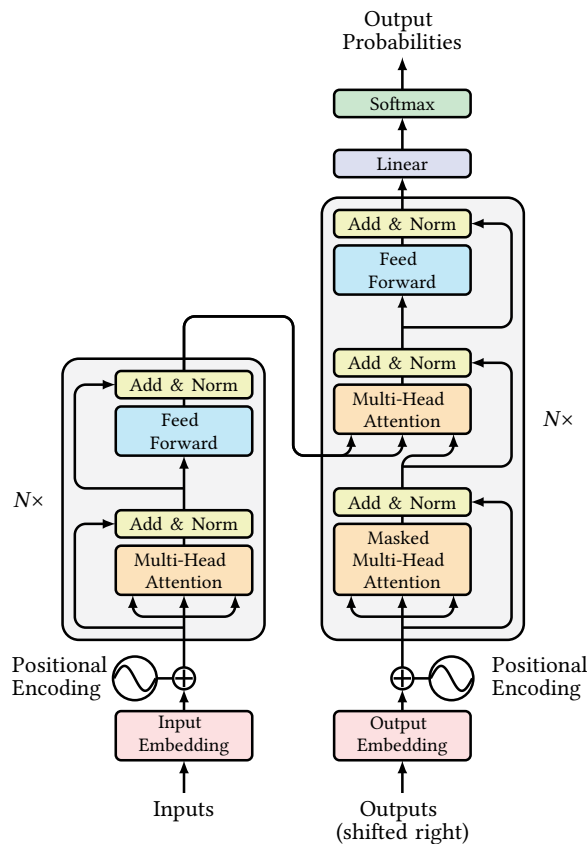 Output
Probabilities
Softmax
Linear
Add & Norm
Feed
Forward
Add & Norm
Multi-Head
Attention
N×
Add & Norm
Masked
Multi-Head
Attention
Add & Norm
Feed
Forward
N×
Add & Norm
Multi-Head
Attention
Positional
Encoding
Positional
Encoding
Input
Embedding
Output
Embedding
Inputs
Outputs
(shifted right)